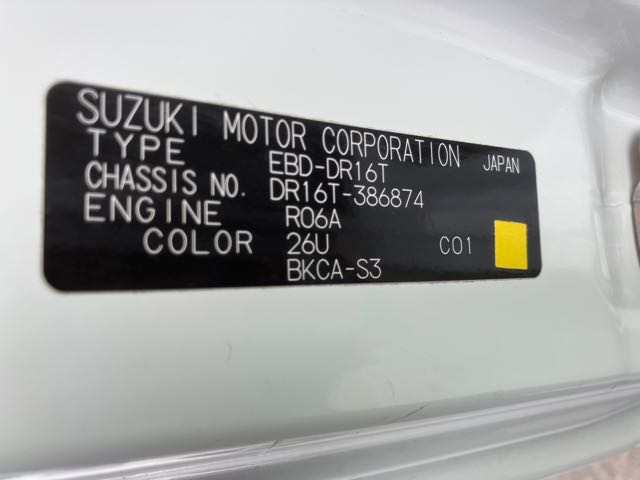 SUZUKI MOTOR CORPORATION JAPAN
TYPE EBD-DR16T
CHASSIS NO. DR16T-386874
ENGINE R06A
COLOR 26U C01
BKCA-S3